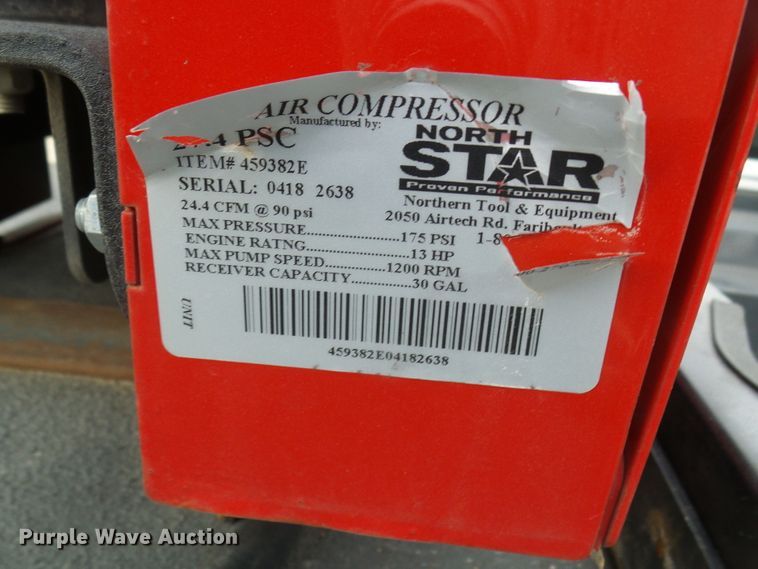 AIR COMPRESSOR
Manufactured by:
NORTH
STAR
Proven Performance
.4 PSC
ITEM# 459382E
SERIAL: 0418 2638
24.4 CFM @ 90 psi
Northern Tool & Equipment
2050 Airtech Rd.
MAX PRESSURE..................175 PSI
ENGINE RATNG..................13 HP
MAX PUMP SPEED:...............1200 RPM
RECEIVER CAPACITY.............30 GAL
UNIT
459382E04182638
Purple Wave Auction